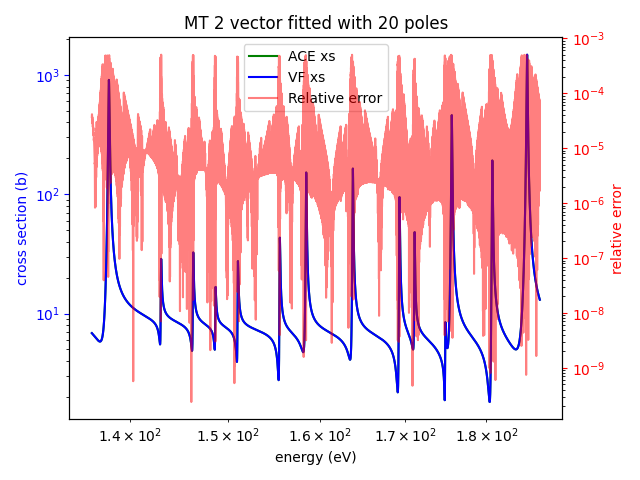 MT 2 vector fitted with 20 poles
ACE xs
VF xs
Relative error
cross section (b)
10³
10²
10¹
relative error
10⁻³
10⁻⁴
10⁻⁵
10⁻⁶
10⁻⁷
10⁻⁸
10⁻⁹
1.4 × 10²
1.5 × 10²
1.6 × 10²
1.7 × 10²
1.8 × 10²
energy (eV)